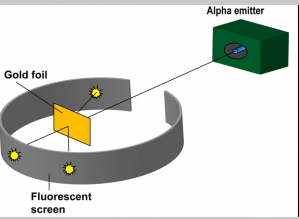 Alpha emitter
Gold foil
Fluorescent
screen